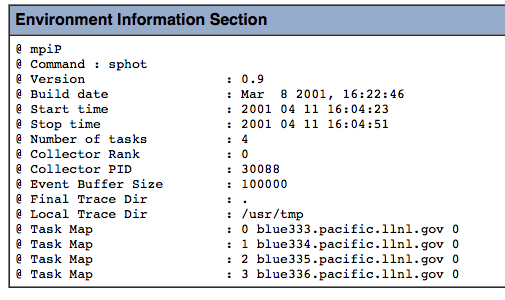 Environment Information Section
@ mpiP
@ Command : sphot
@ Version : 0.9
@ Build date : Mar  8 2001, 16:22:46
@ Start time : 2001 04 11 16:04:23
@ Stop time : 2001 04 11 16:04:51
@ Number of tasks : 4
@ Collector Rank : 0
@ Collector PID : 30088
@ Event Buffer Size : 100000
@ Final Trace Dir : .
@ Local Trace Dir : /usr/tmp
@ Task Map : 0 blue333.pacific.llnl.gov 0
@ Task Map : 1 blue334.pacific.llnl.gov 0
@ Task Map : 2 blue335.pacific.llnl.gov 0
@ Task Map : 3 blue336.pacific.llnl.gov 0